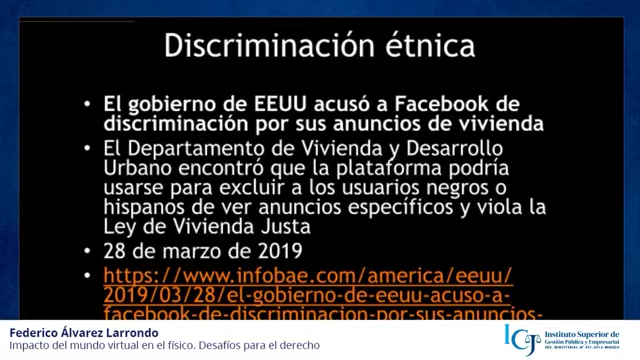 Discriminación étnica
• El gobierno de EEUU acusó a Facebook de
discriminación por sus anuncios de vivienda
• El Departamento de Vivienda y Desarrollo
Urbano encontró que la plataforma podría
usarse para excluir a los usuarios negros o
hispanos de ver anuncios específicos y viola la
Ley de Vivienda Justa
• 28 de marzo de 2019
• https://www.infobae.com/america/eeuu/
2019/03/28/el-gobierno-de-eeuu-acuso-a-
facebook-de-discriminacion-por-sus-anuncios-
Federico Álvarez Larrondo
Impacto del mundo virtual en el físico. Desafíos para el derecho
Instituto Superior de
Gestión Pública y Empresarial